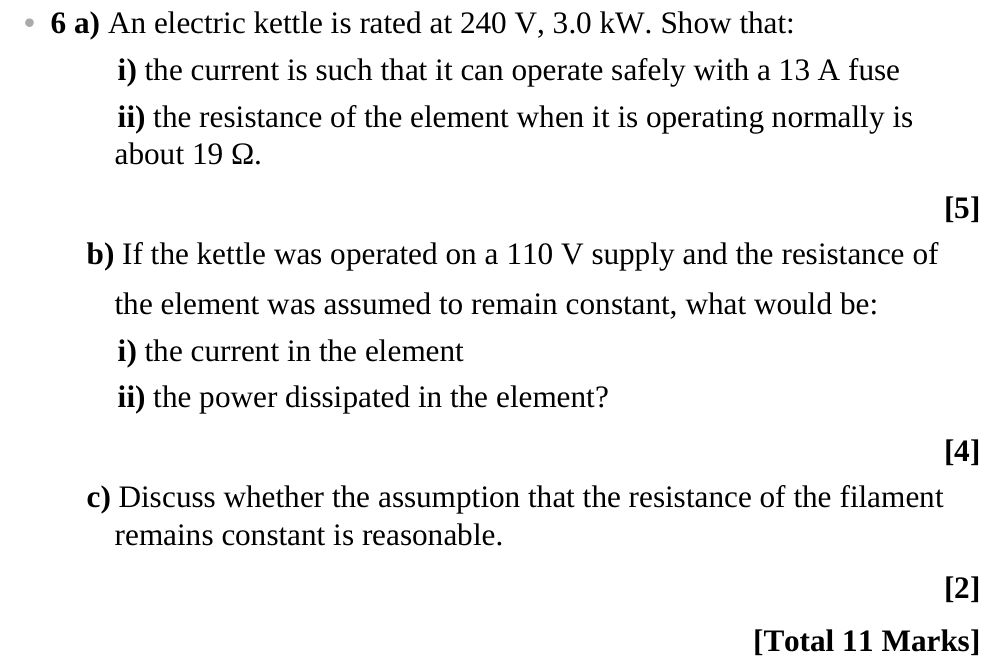 • 6 a) An electric kettle is rated at 240 V, 3.0 kW. Show that:
i) the current is such that it can operate safely with a 13 A fuse
ii) the resistance of the element when it is operating normally is
about 19 Ω.
[5]
b) If the kettle was operated on a 110 V supply and the resistance of
the element was assumed to remain constant, what would be:
i) the current in the element
ii) the power dissipated in the element?
[4]
c) Discuss whether the assumption that the resistance of the filament
remains constant is reasonable.
[2]
[Total 11 Marks]